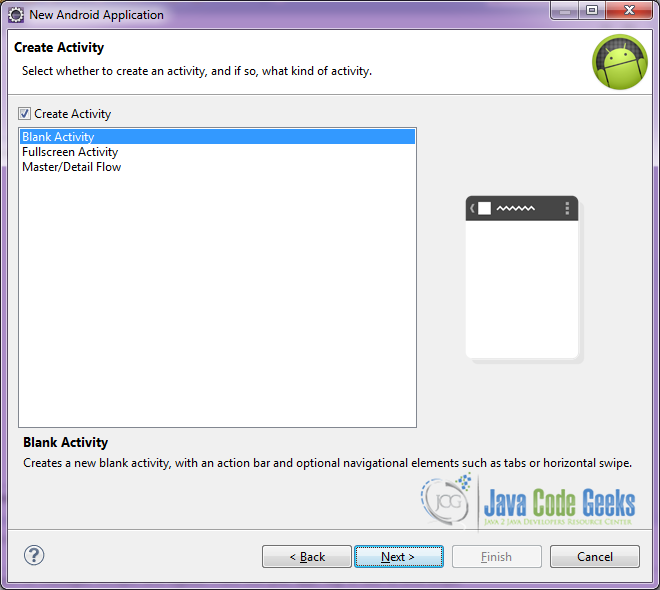 New Android Application
Create Activity
Select whether to create an activity, and if so, what kind of activity.
Create Activity
Blank Activity
Fullscreen Activity
Master/Detail Flow
Blank Activity
Creates a new blank activity, with an action bar and optional navigational elements such as tabs or horizontal swipe.
JCG
Java Code Geeks
JAVA 2 JAVA DEVELOPERS RESOURCE CENTER
?
< Back
Next >
Finish
Cancel